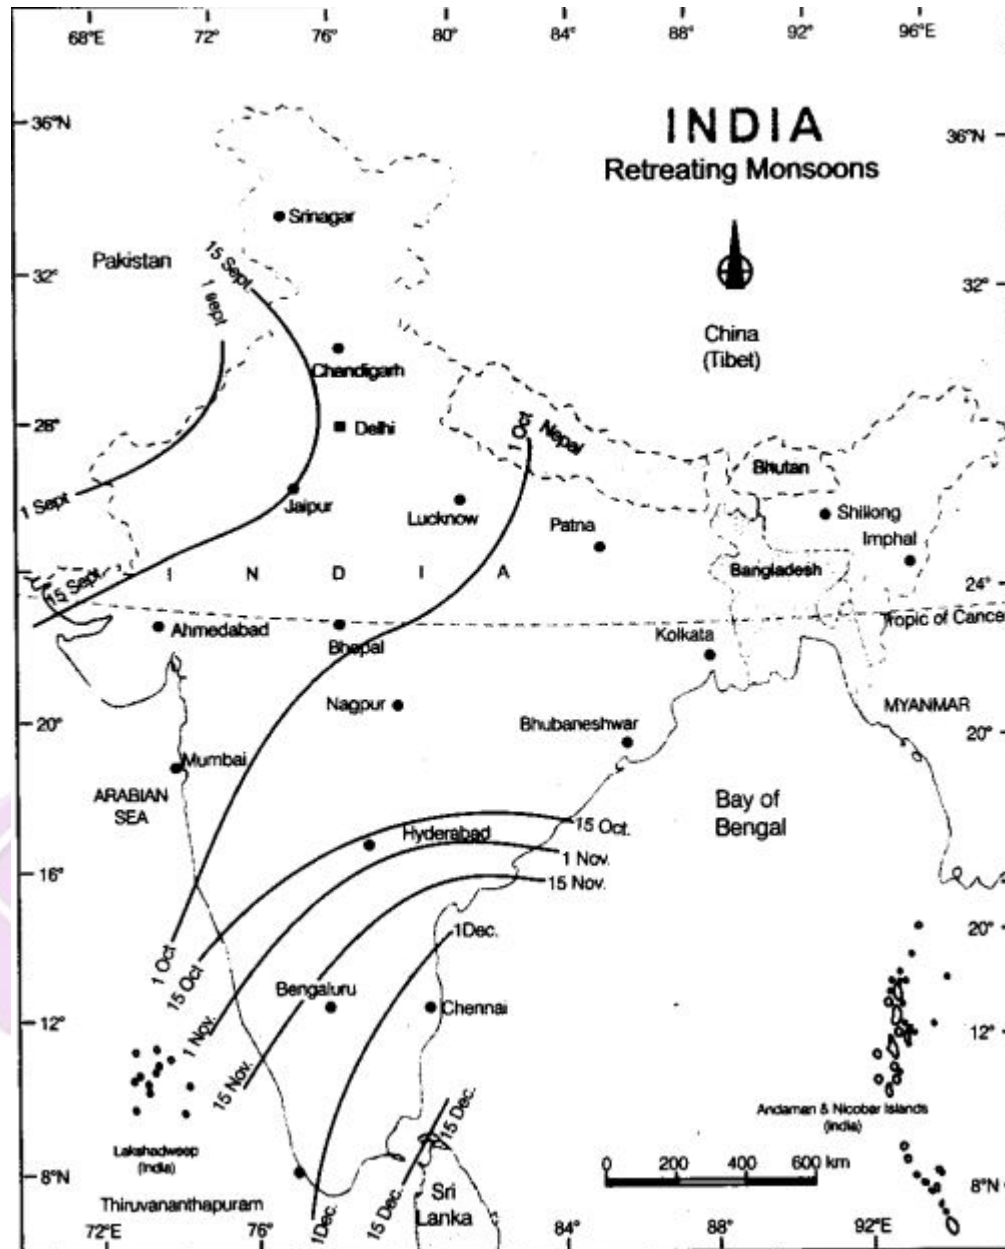 68°E 72° 76° 80° 84° 88° 92° 96°E
INDIA
Retreating Monsoons
36°N
36°N
Srinagar
Pakistan
15 Sept
1 sept
32°
32°
China
(Tibet)
Chandigarh
28°
Delhi
1 Oct
Nepal
28°
Bhutan
1 Sept
Jaipur
Lucknow
Patna
Shillong
Imphal
15 Sept.
I N D I A
Bangladesh
24°
Ahmedabad
Bhopal
Kolkata
Tropic of Cance
Nagpur
MYANMAR
20°
Bhubaneshwar
20°
Mumbai
ARABIAN
SEA
Bay of
Bengal
Hyderabad
15 Oct.
1 Nov.
15 Nov.
16°
16°
1 Oct
15 Oct
1Dec.
20°
Bengaluru
Chennai
12°
1 Nov.
12°
15 Nov.
15 Dec.
Andaman & Nicobar Islands
(India)
Lakshadweep
(India)
0 200 400 600 km
8°N
8°N
Thiruvananthapuram
1Dec.
15 Dec.
Sri
Lanka
72°E 76° 84° 88° 92°E